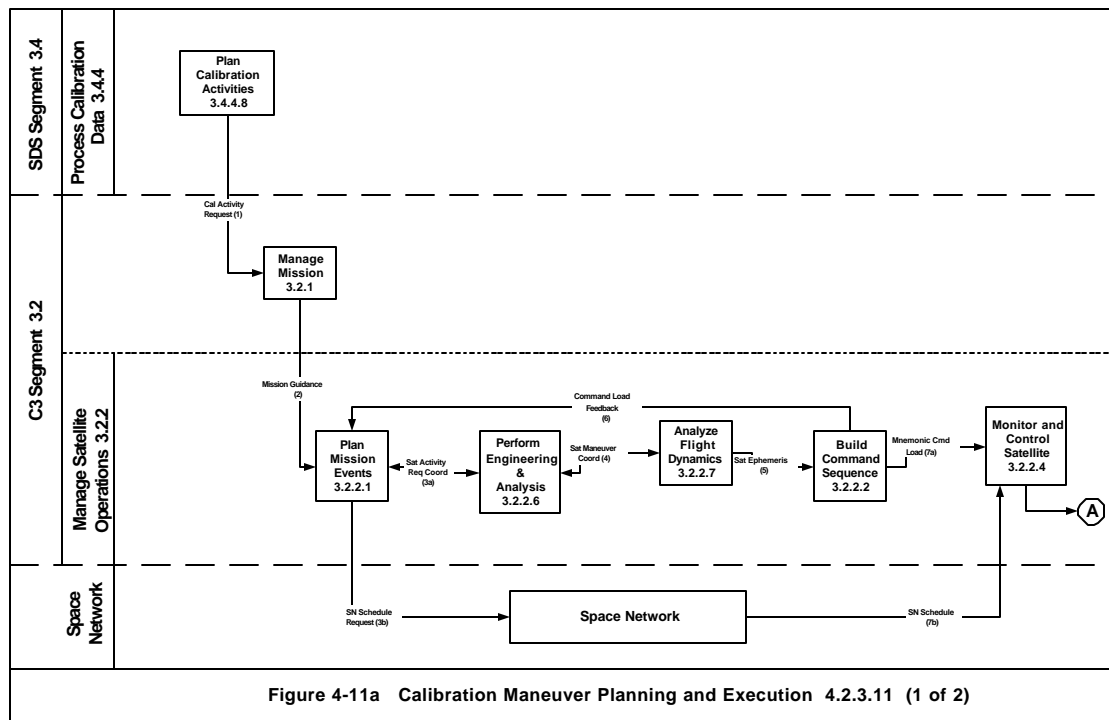 SDS Segment 3.4
Process Calibration
Data 3.4.4
Plan
Calibration
Activities
3.4.4.8
Cal Activity
Request (1)
C3 Segment 3.2
Manage
Mission
3.2.1
Manage Satellite
Operations 3.2.2
Mission Guidance
(2)
Command Load
Feedback
(6)
Plan
Mission
Events
3.2.2.1
Sat Activity
Req Coord
(3a)
Perform
Engineering
&
Analysis
3.2.2.6
Sat Maneuver
Coord (4)
Analyze
Flight
Dynamics
3.2.2.7
Sat Ephemeris
(5)
Build
Command
Sequence
3.2.2.2
Mnemonic Cmd
Load (7a)
Monitor and
Control
Satellite
3.2.2.4
A
Space
Network
SN Schedule
Request (3b)
Space Network
SN Schedule
(7b)
Figure 4-11a Calibration Maneuver Planning and Execution 4.2.3.11 (1 of 2)